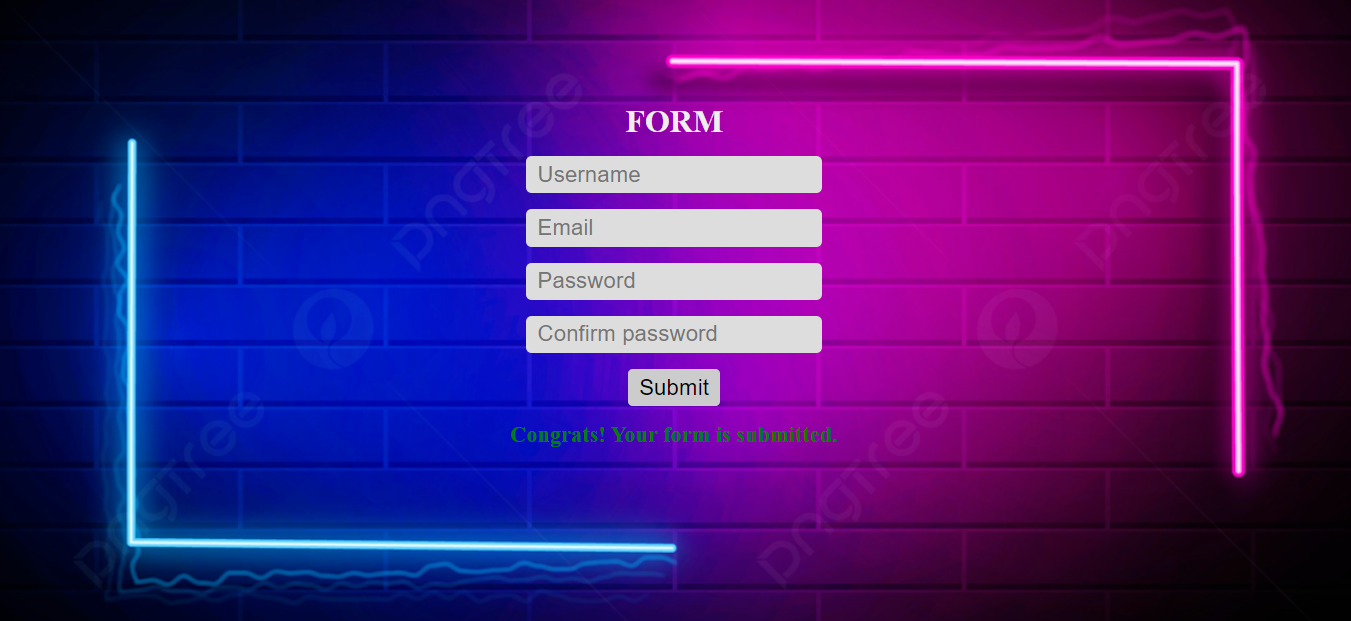 FORM
Username
Email
Password
Confirm password
Submit
Congrats! Your form is submitted.
pngtree
pngtree
pngtree
pngtree